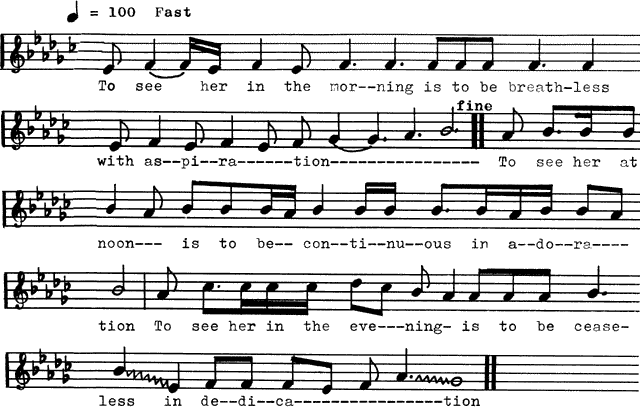 ♩ = 100 Fast
To see her in the mor--ning is to be breath-less
fine
with as--pi--ra------tion------------------ To see her at
noon--- is to be-- con--ti--nu--ous in a--do--ra----
tion To see her in the eve---ning- is to be cease-
less in de--di--ca------------------tion